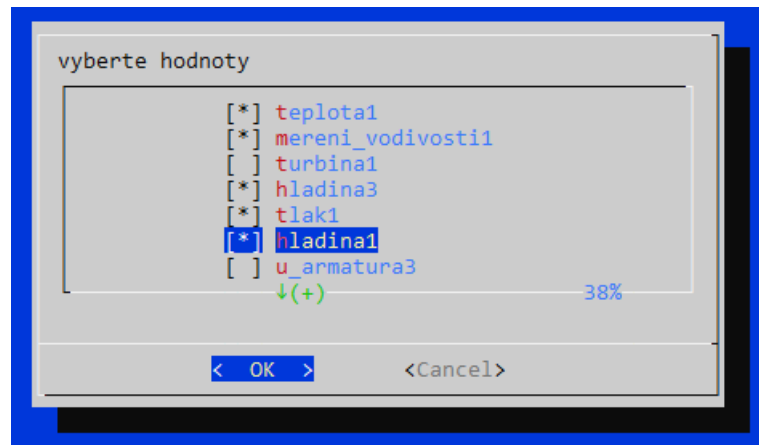 vyberte hodnoty
[*] teplota1
[*] mereni_vodivosti1
[ ] turbina1
[*] hladina3
[*] tlak1
[*] hladina1
[ ] u_armatura3
↓(+) 38%
< OK > <Cancel>